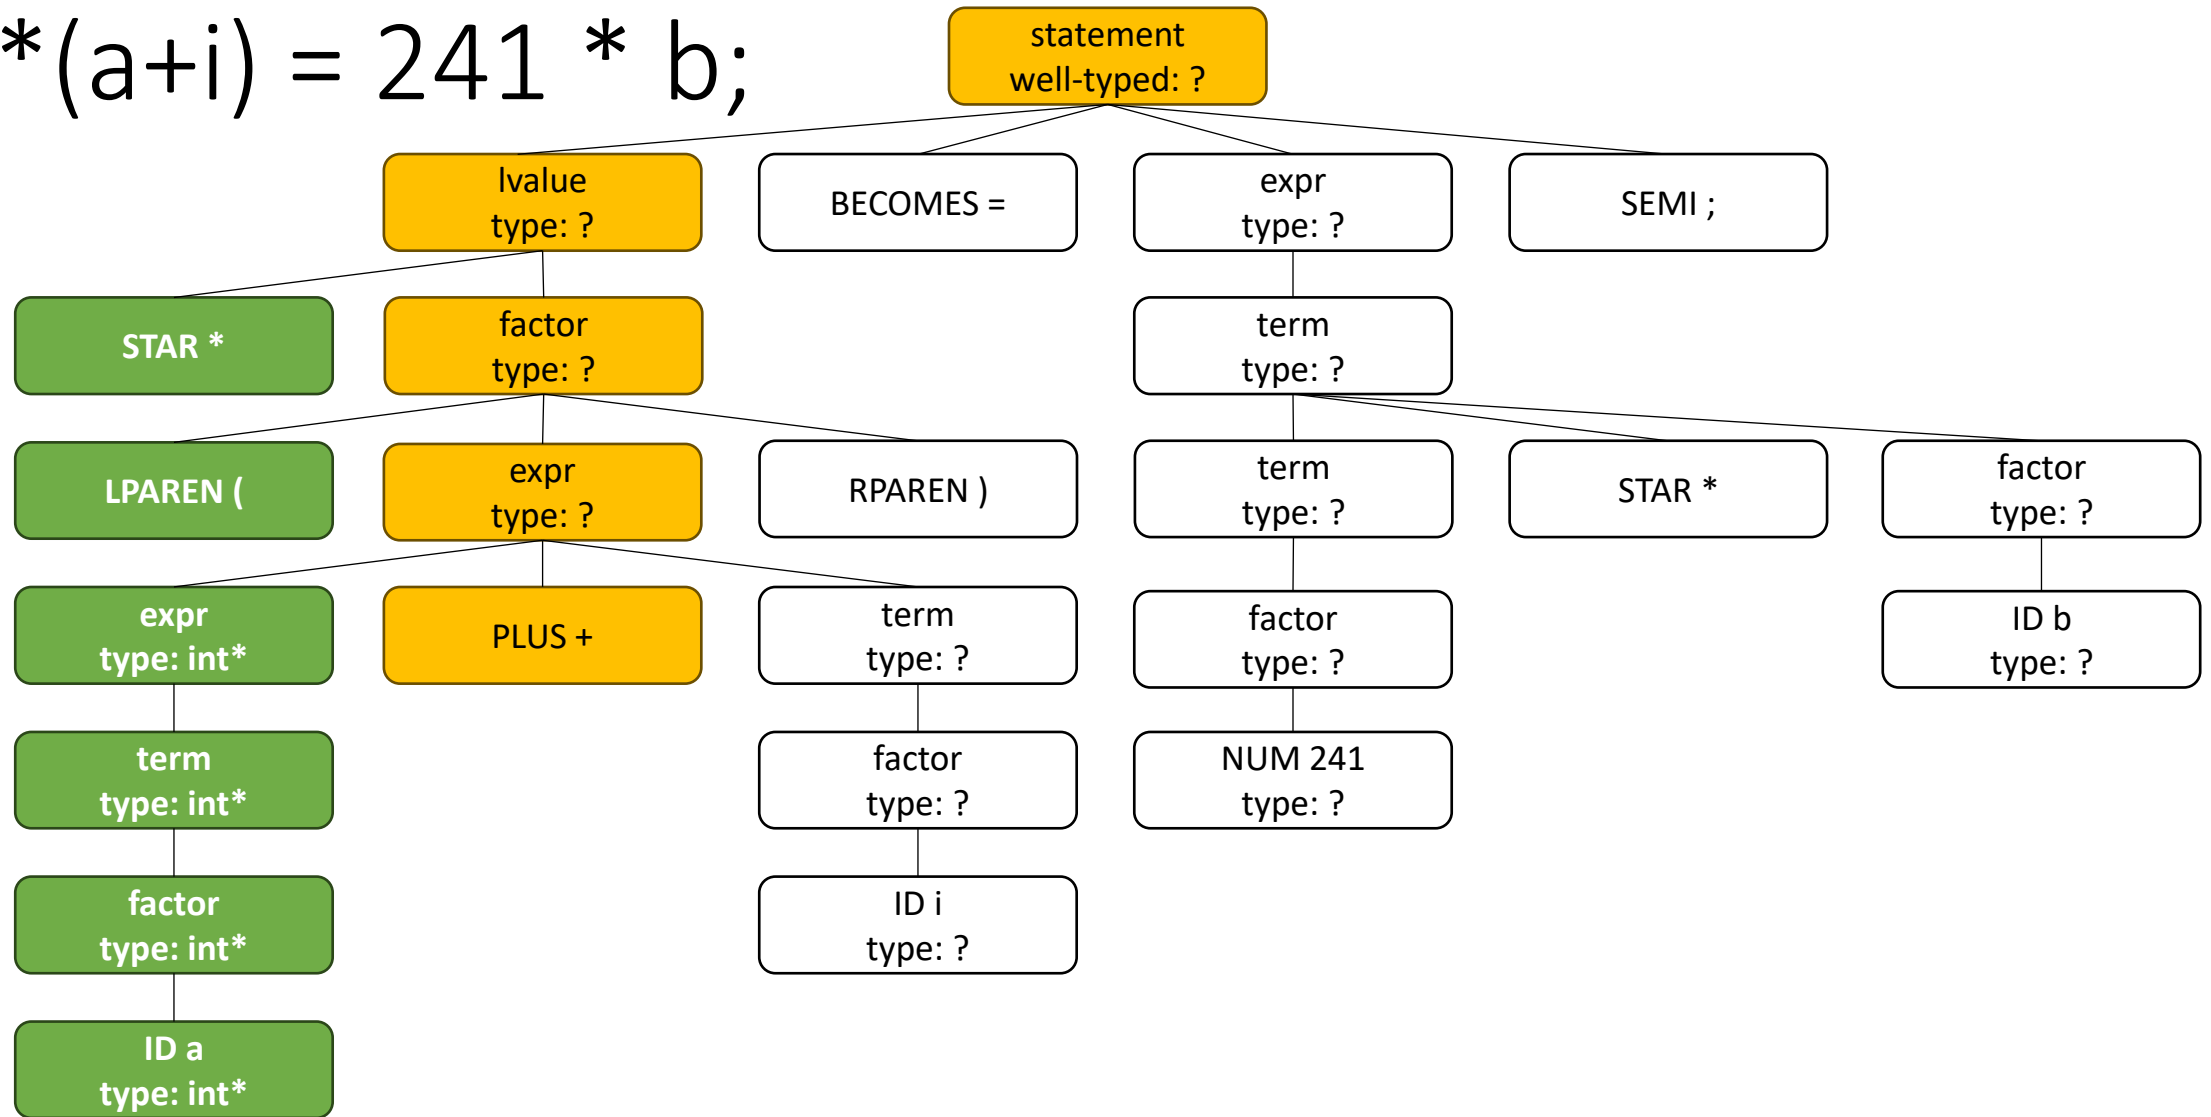 *(a+i) = 241 * b;
statement
well-typed: ?
lvalue
type: ?
BECOMES =
expr
type: ?
SEMI ;
STAR *
factor
type: ?
term
type: ?
LPAREN (
expr
type: ?
RPAREN )
term
type: ?
STAR *
factor
type: ?
expr
type: int*
PLUS +
term
type: ?
factor
type: ?
ID b
type: ?
term
type: int*
factor
type: ?
NUM 241
type: ?
factor
type: int*
ID i
type: ?
ID a
type: int*